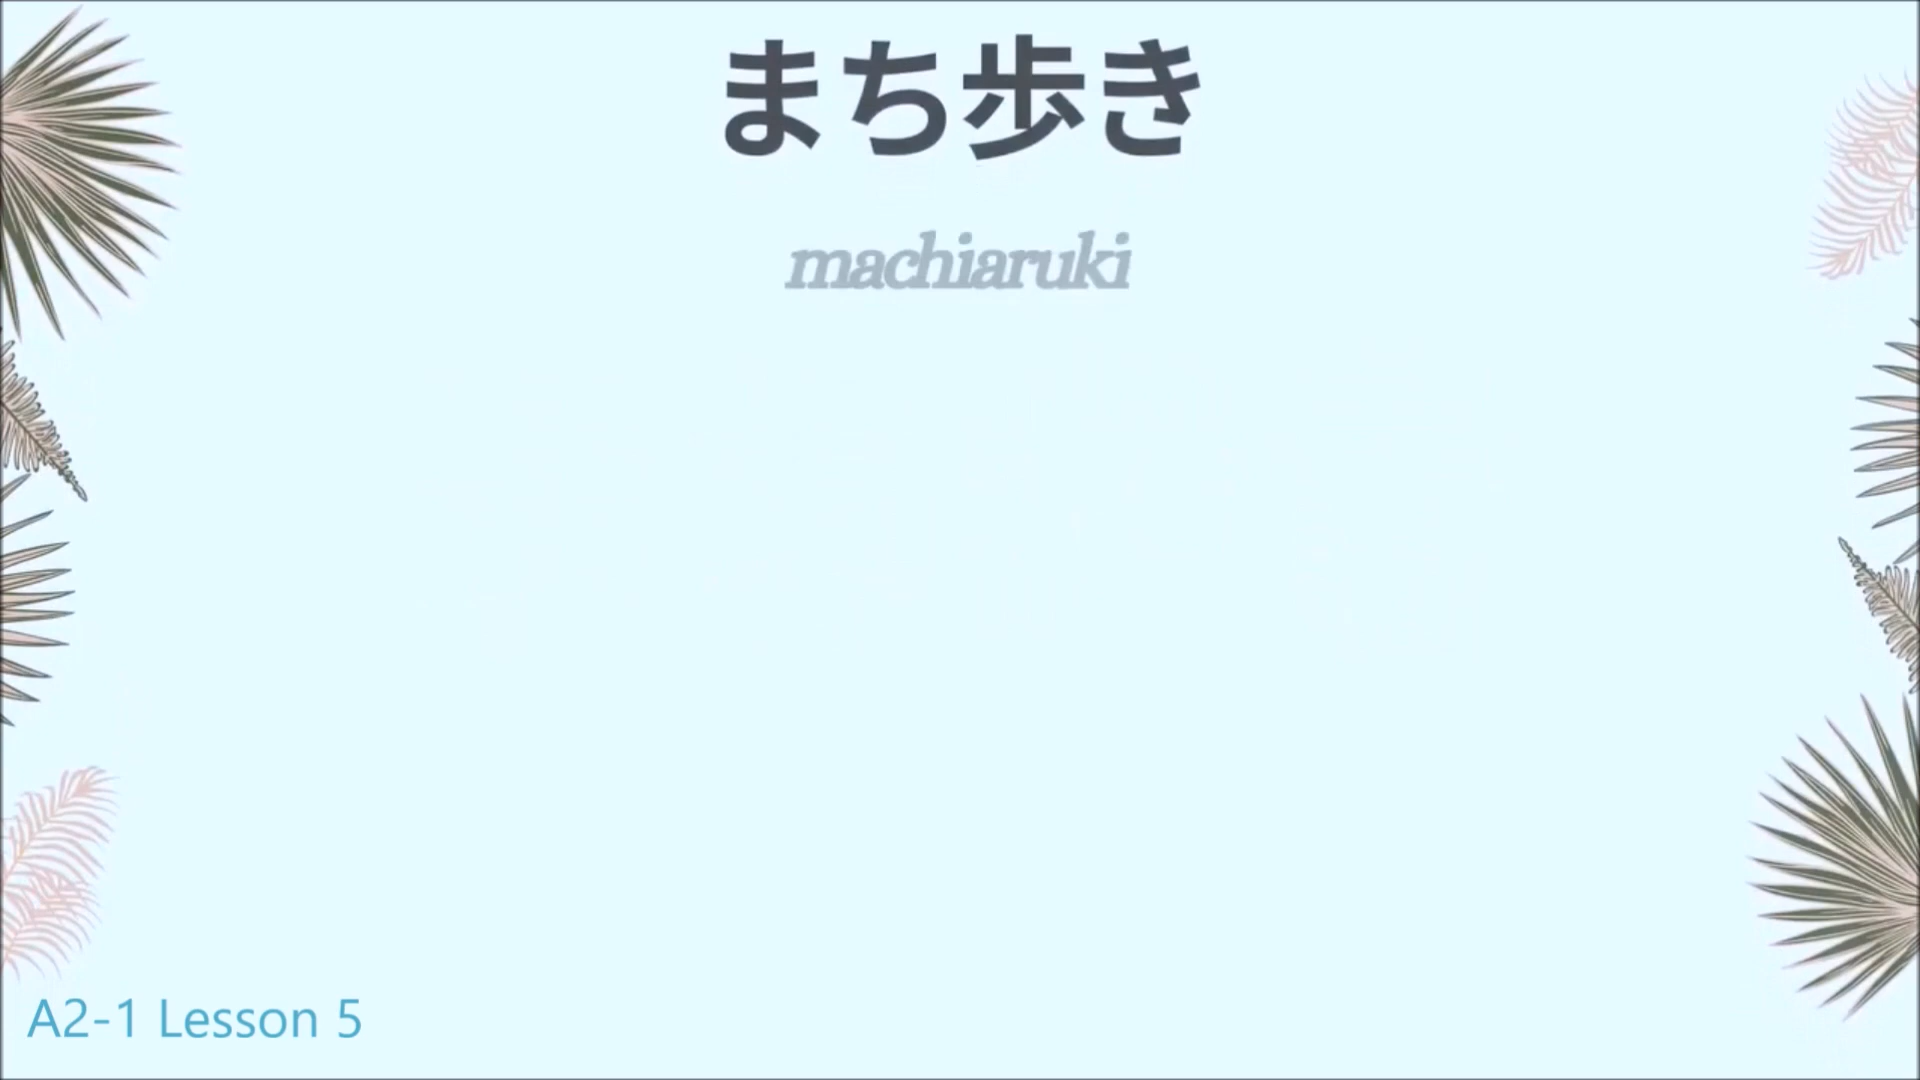 まち歩き
machiaruki
A2-1 Lesson 5